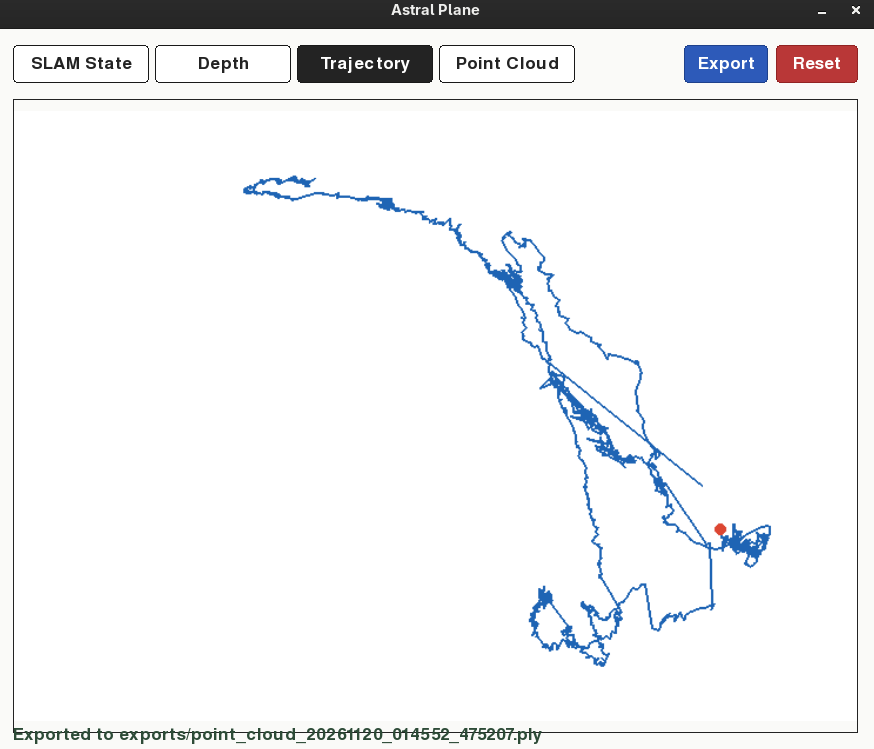 Astral Plane
SLAM State
Depth
Trajectory
Point Cloud
Export
Reset
Exported to exports/point_cloud_20261120_014552_475207.ply